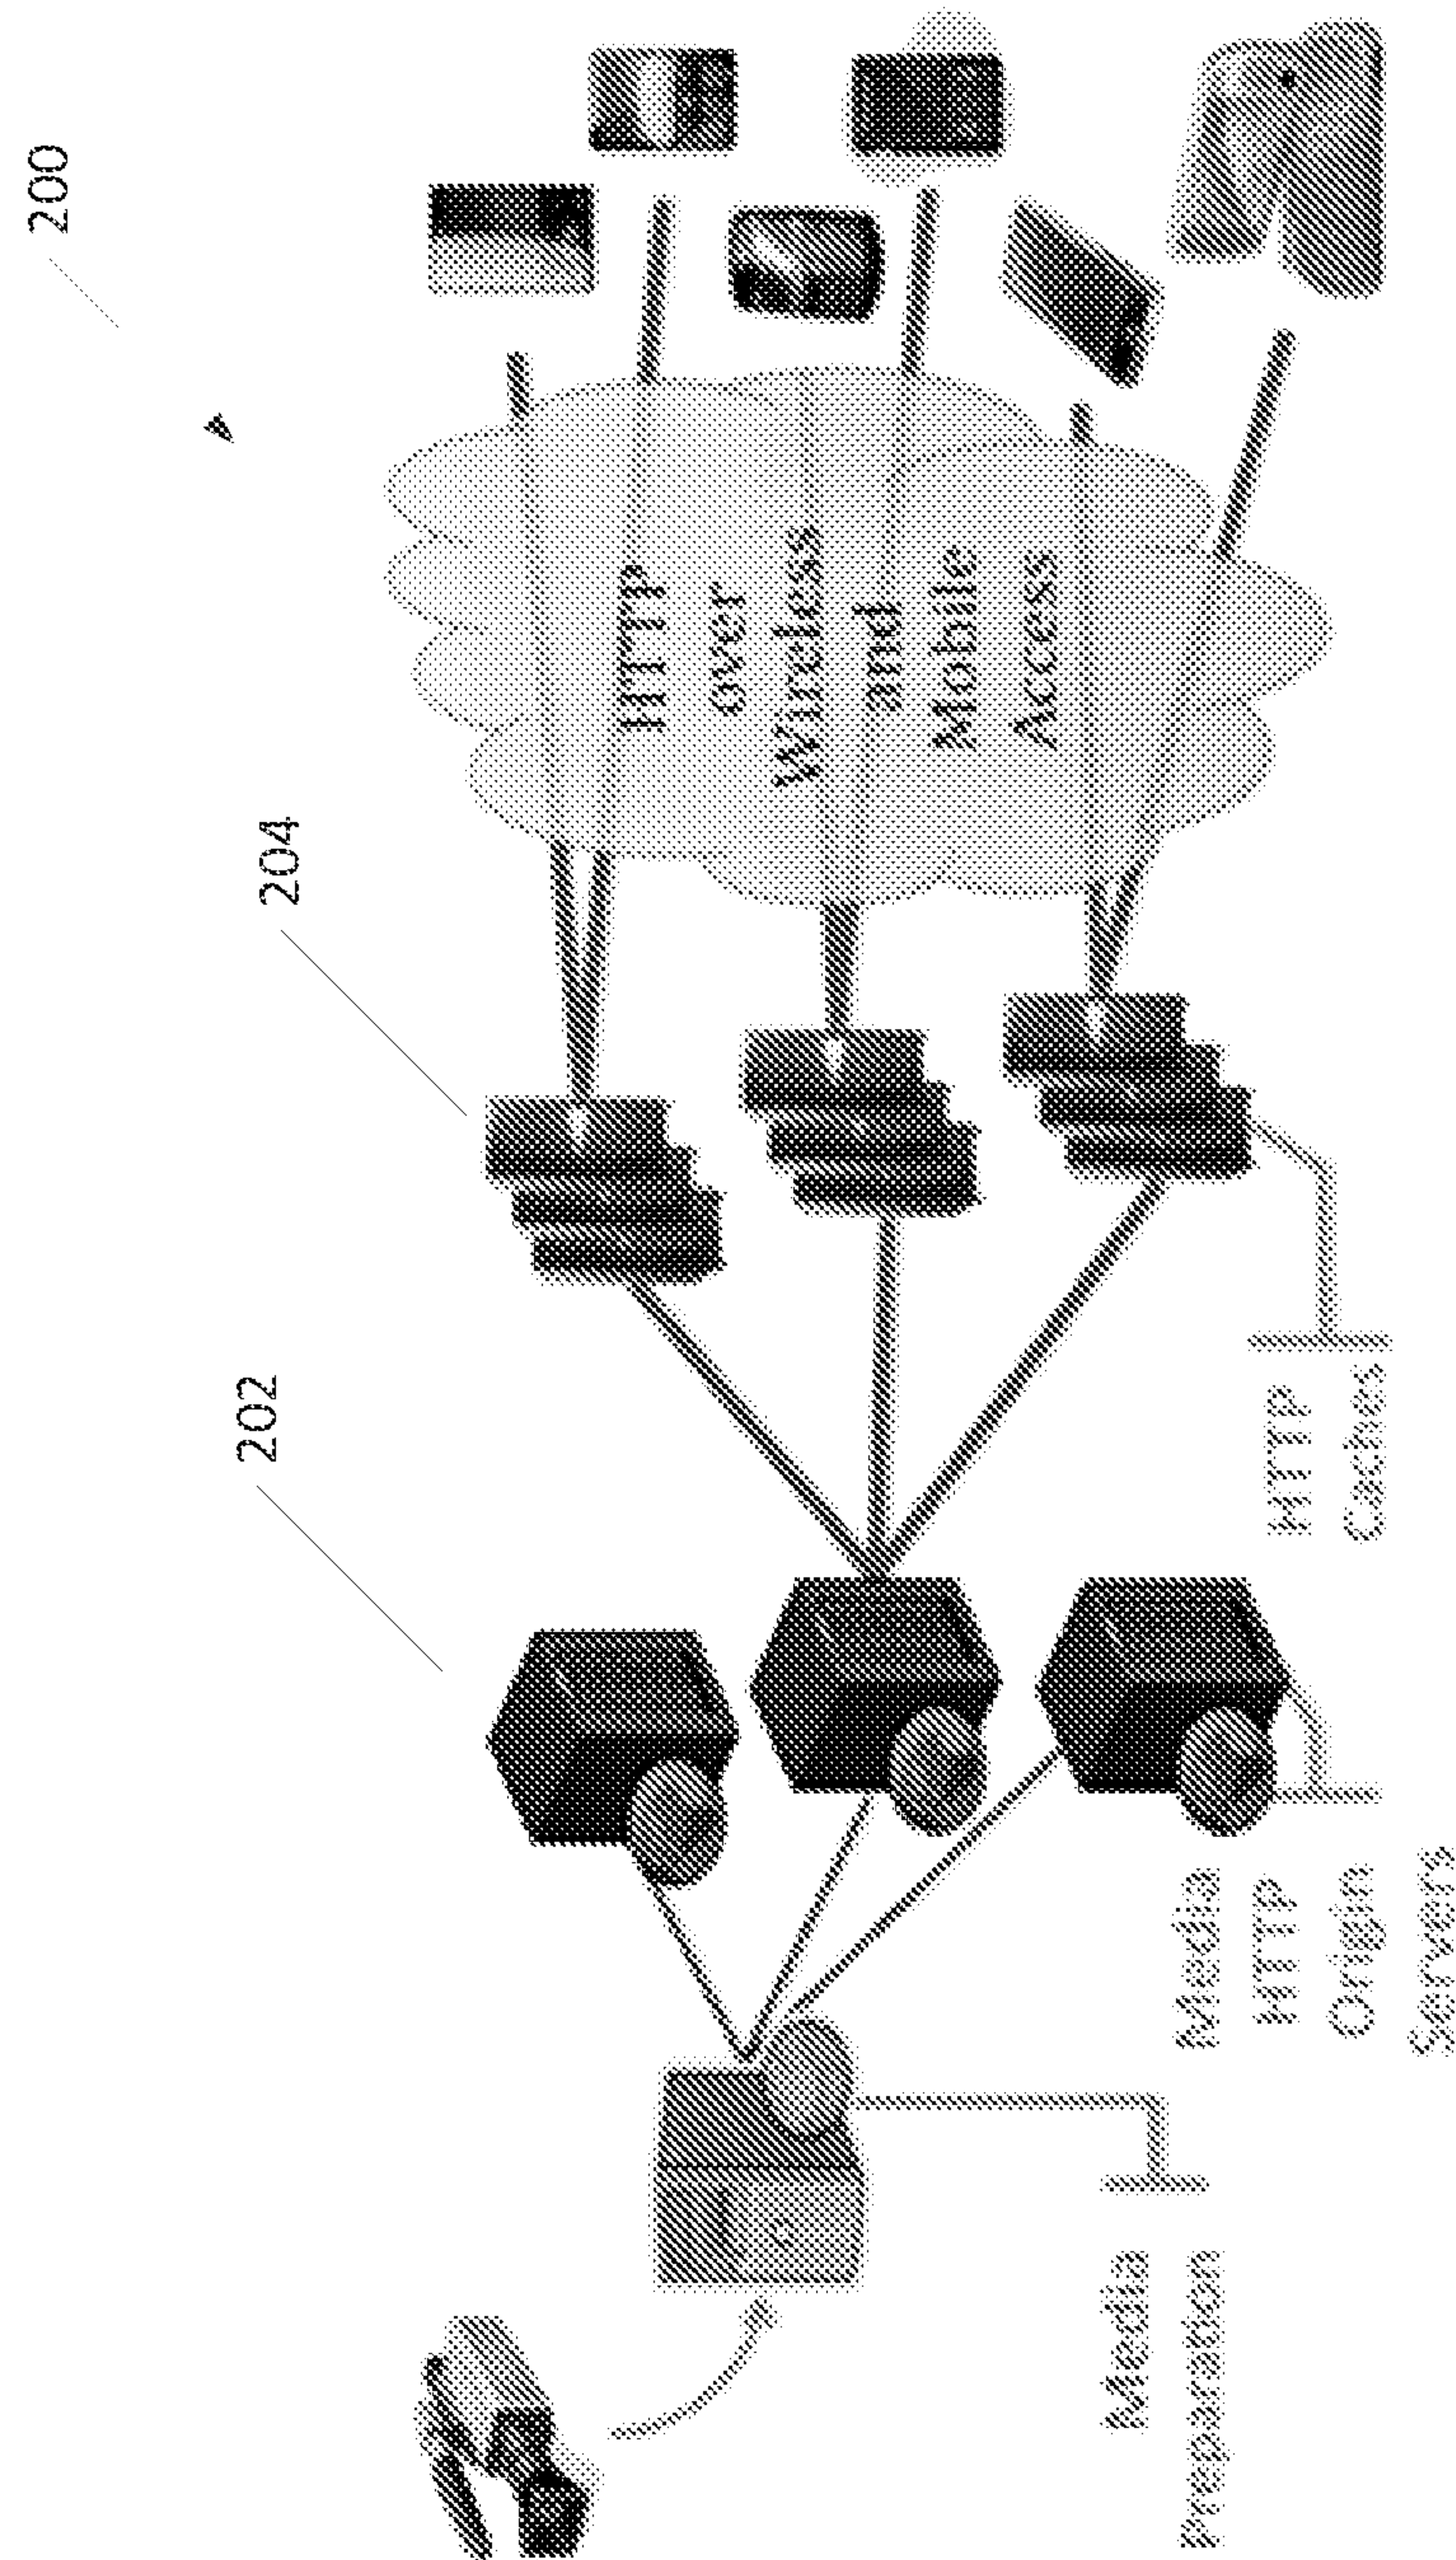 200
202
204
HTTP
over
Wireless
and
Mobile
Access
Media
Preparation
Media
HTTP
Origin
Servers
HTTP
Caches